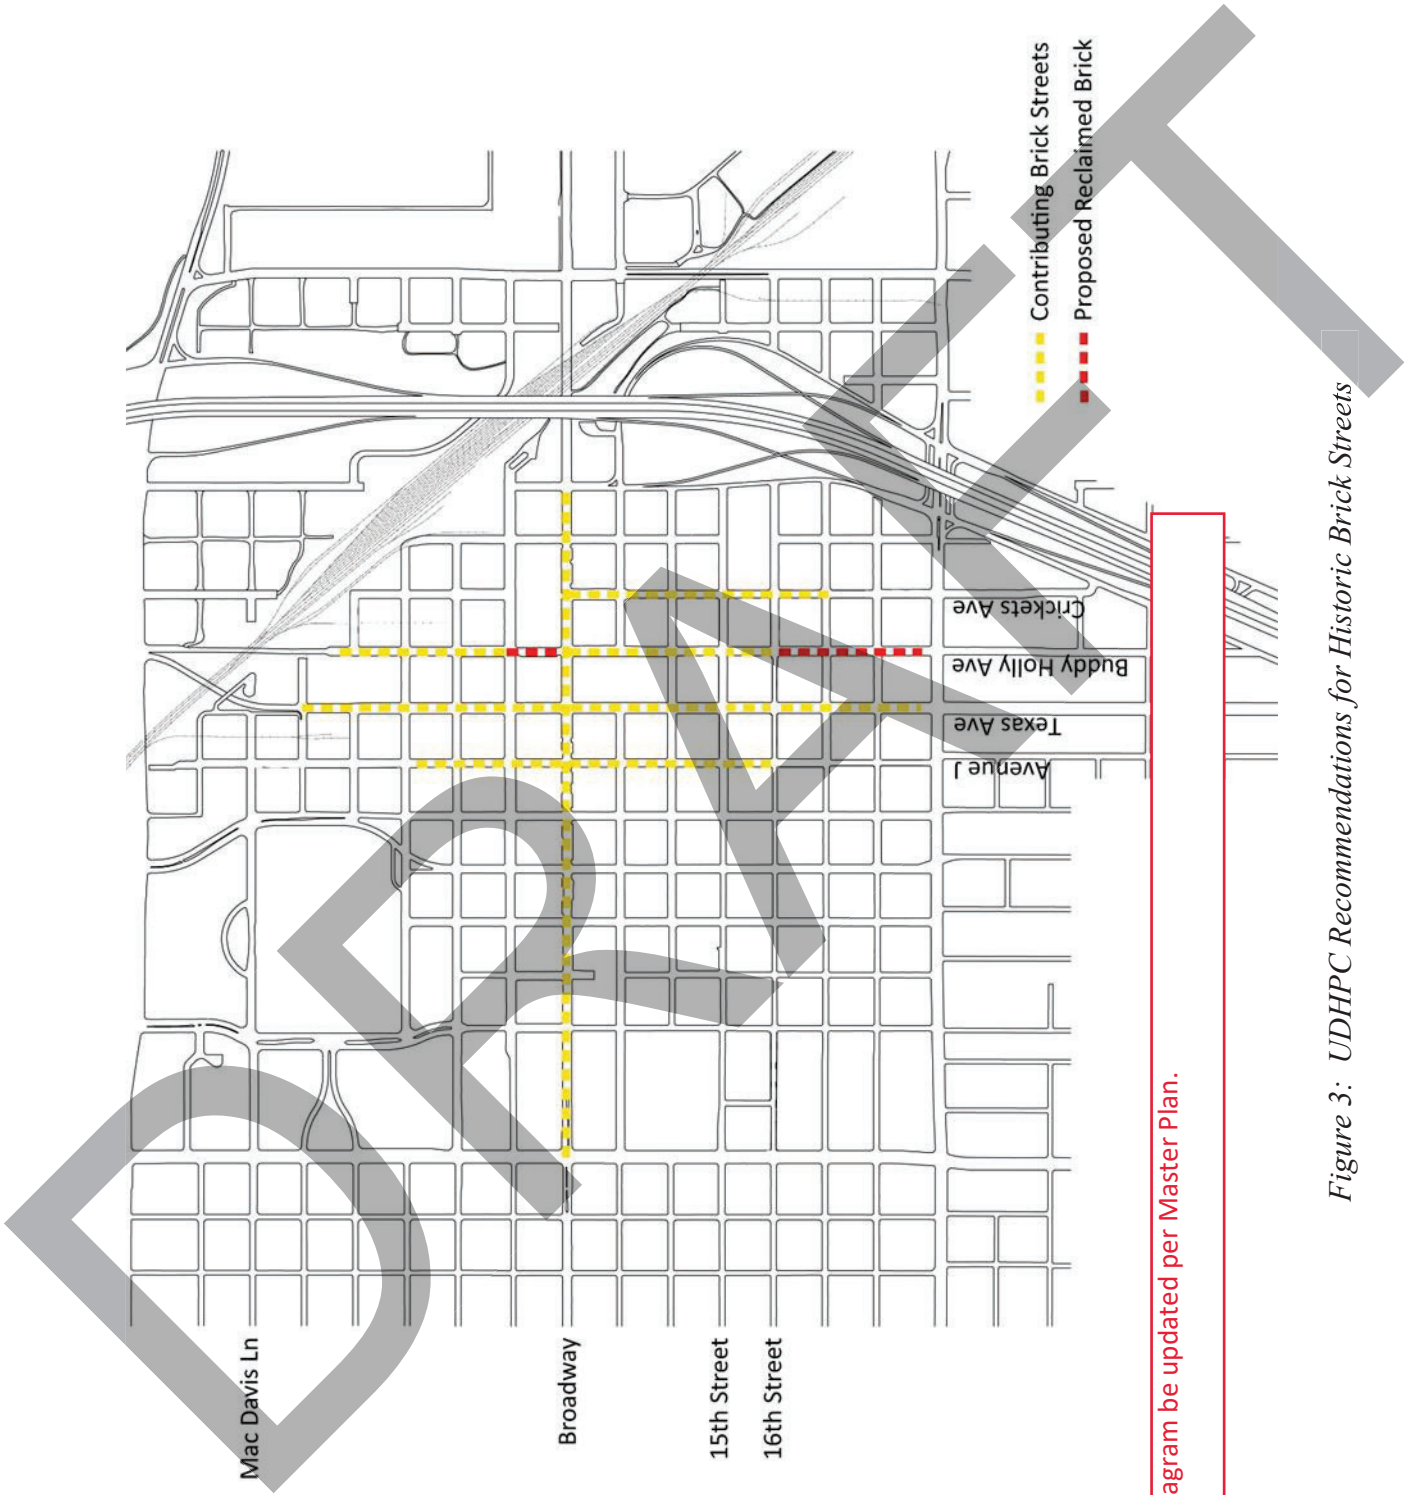 Contributing Brick Streets
Proposed Reclaimed Brick
Crickets Ave
Buddy Holly Ave
Texas Ave
Avenue J
Mac Davis Ln
Broadway
15th Street
16th Street
agram be updated per Master Plan.
Figure 3: UDHPC Recommendations for Historic Brick Streets
DRAFT